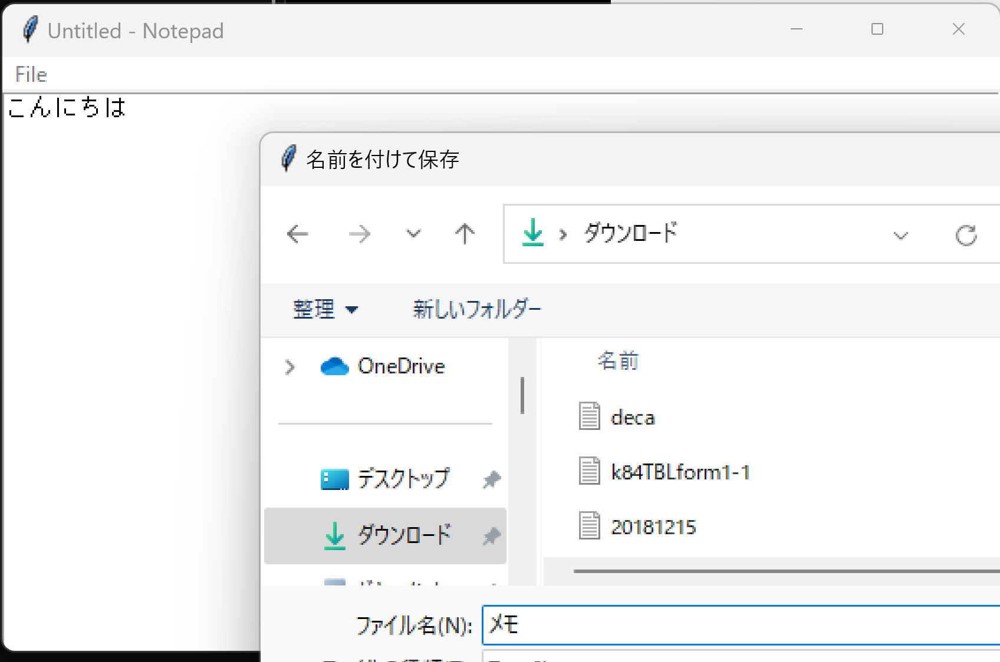 Untitled - Notepad
File
こんにちは
名前を付けて保存
ダウンロード
整理
新しいフォルダー
OneDrive
名前
deca
k84TBLform1-1
デスクトップ
20181215
ダウンロード
ファイル名(N):
メモ